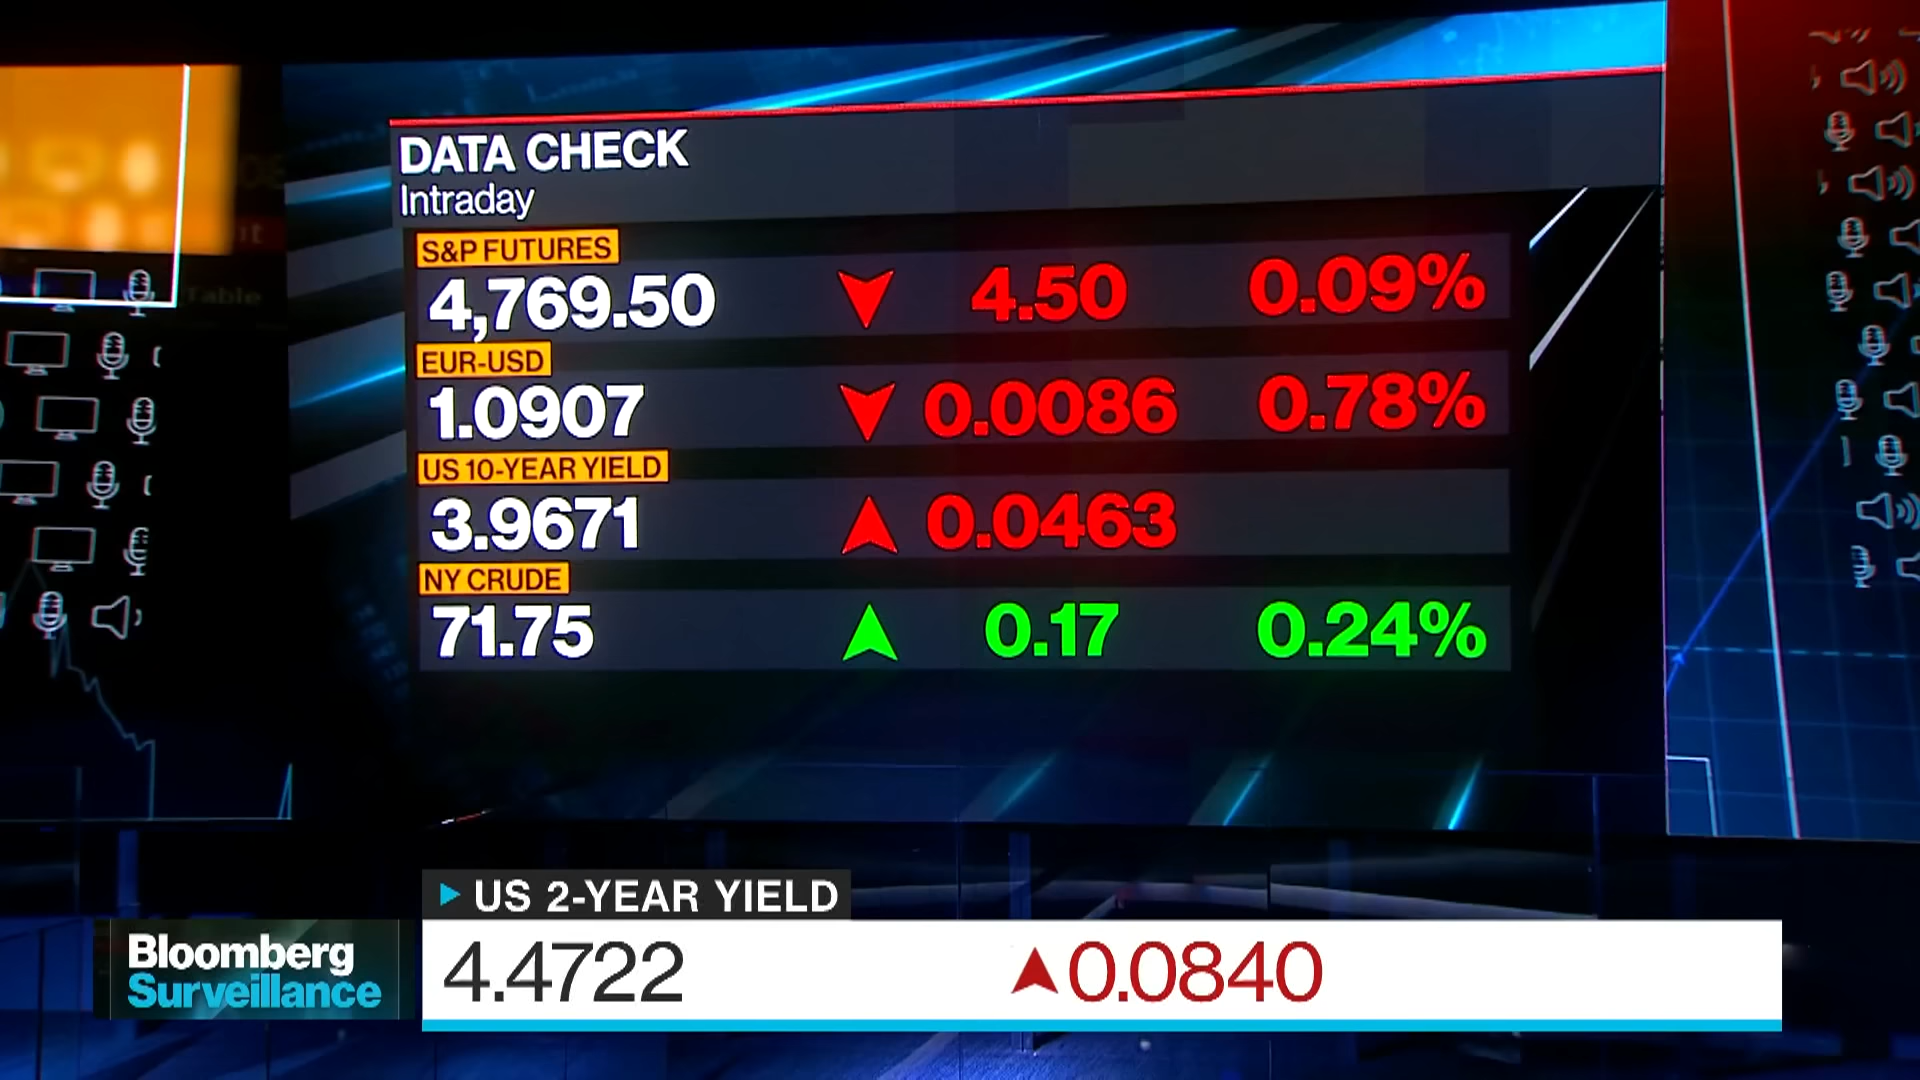 DATA CHECK
Intraday
S&P FUTURES
4,769.50 4.50 0.09%
EUR-USD
1.0907 0.0086 0.78%
US 10-YEAR YIELD
3.9671 0.0463
NY CRUDE
71.75 0.17 0.24%
Table
US 2-YEAR YIELD
4.4722 0.0840
Bloomberg
Surveillance